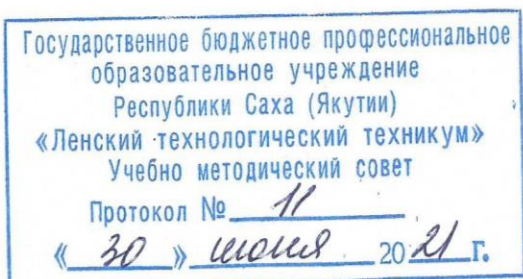 Государственное бюджетное профессиональное
образовательное учреждение
Республики Саха (Якутии)
«Ленский технологический техникум»
Учебно методический совет
Протокол № 11
« 30 » июня 2021 г.